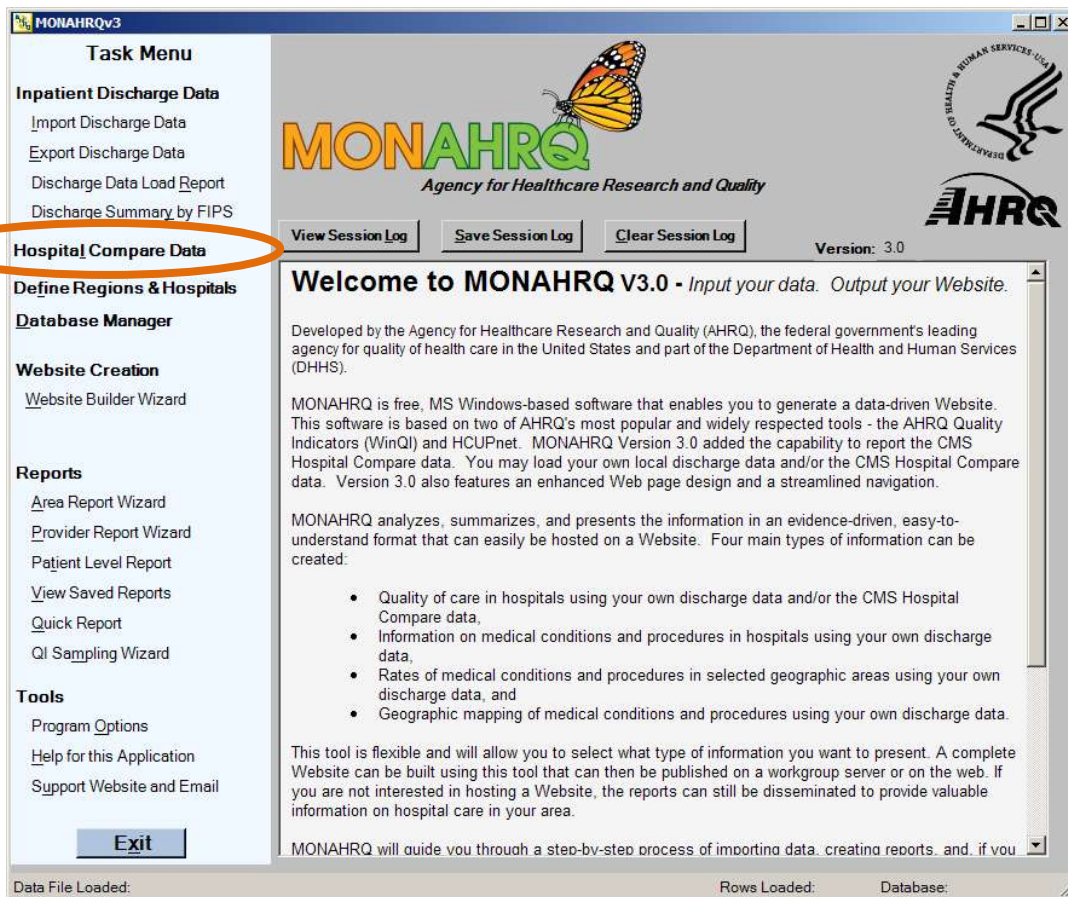 MONAHRQv3
Task Menu
Inpatient Discharge Data
Import Discharge Data
Export Discharge Data
Discharge Data Load Report
Discharge Summary by FIPS
Hospital Compare Data
Define Regions & Hospitals
Database Manager
Website Creation
Website Builder Wizard
Reports
Area Report Wizard
Provider Report Wizard
Patient Level Report
View Saved Reports
Quick Report
QI Sampling Wizard
Tools
Program Options
Help for this Application
Support Website and Email
Exit
MONAHRQ
Agency for Healthcare Research and Quality
DEPARTMENT OF HEALTH & HUMAN SERVICES·USA
AHRQ
View Session Log
Save Session Log
Clear Session Log
Version: 3.0
Welcome to MONAHRQ V3.0 - Input your data. Output your Website.
Developed by the Agency for Healthcare Research and Quality (AHRQ), the federal government's leading
agency for quality of health care in the United States and part of the Department of Health and Human Services
(DHHS).
MONAHRQ is free, MS Windows-based software that enables you to generate a data-driven Website.
This software is based on two of AHRQ's most popular and widely respected tools - the AHRQ Quality
Indicators (WinQI) and HCUPnet. MONAHRQ Version 3.0 added the capability to report the CMS
Hospital Compare data. You may load your own local discharge data and/or the CMS Hospital Compare
data. Version 3.0 also features an enhanced Web page design and a streamlined navigation.
MONAHRQ analyzes, summarizes, and presents the information in an evidence-driven, easy-to-
understand format that can easily be hosted on a Website. Four main types of information can be
created:
• Quality of care in hospitals using your own discharge data and/or the CMS Hospital
Compare data,
• Information on medical conditions and procedures in hospitals using your own discharge
data,
• Rates of medical conditions and procedures in selected geographic areas using your own
discharge data, and
• Geographic mapping of medical conditions and procedures using your own discharge data.
This tool is flexible and will allow you to select what type of information you want to present. A complete
Website can be built using this tool that can then be published on a workgroup server or on the web. If
you are not interested in hosting a Website, the reports can still be disseminated to provide valuable
information on hospital care in your area.
MONAHRQ will guide you through a step-by-step process of importing data, creating reports, and, if you
Data File Loaded:
Rows Loaded:
Database: